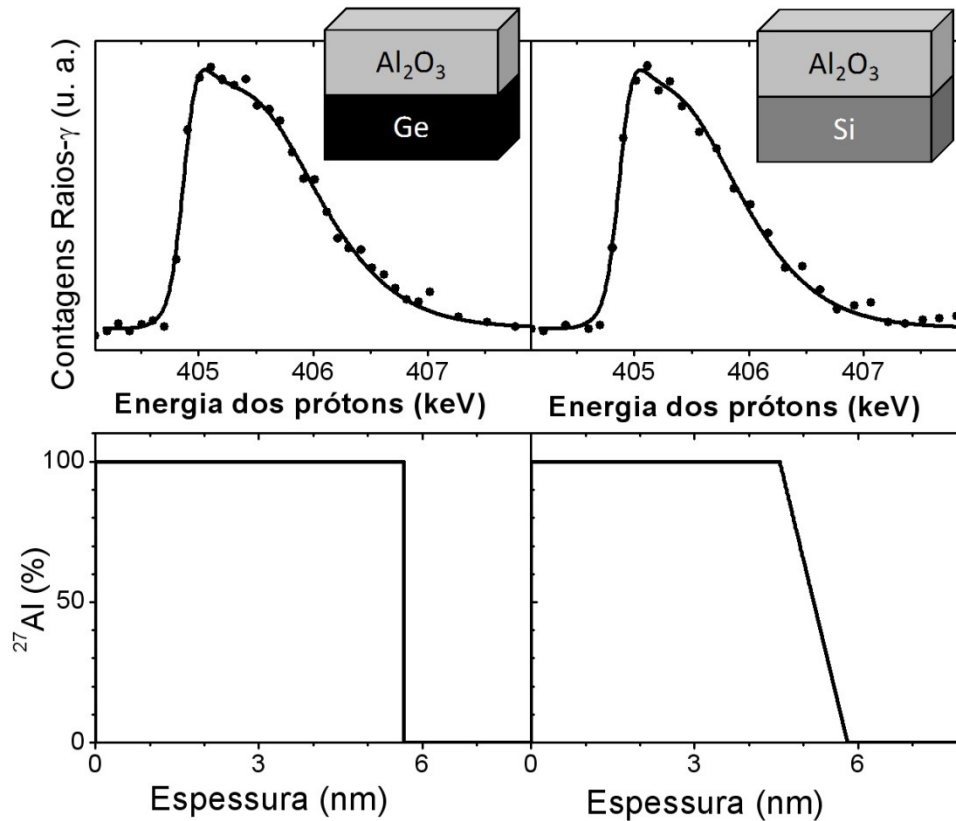 Contagens Raios-γ (u. a.)
Al₂O₃
Ge
Al₂O₃
Si
405 406 407
405 406 407
Energia dos prótons (keV)
Energia dos prótons (keV)
²⁷Al (%)
100
50
0
0 3 6
0 3 6
Espessura (nm)
Espessura (nm)